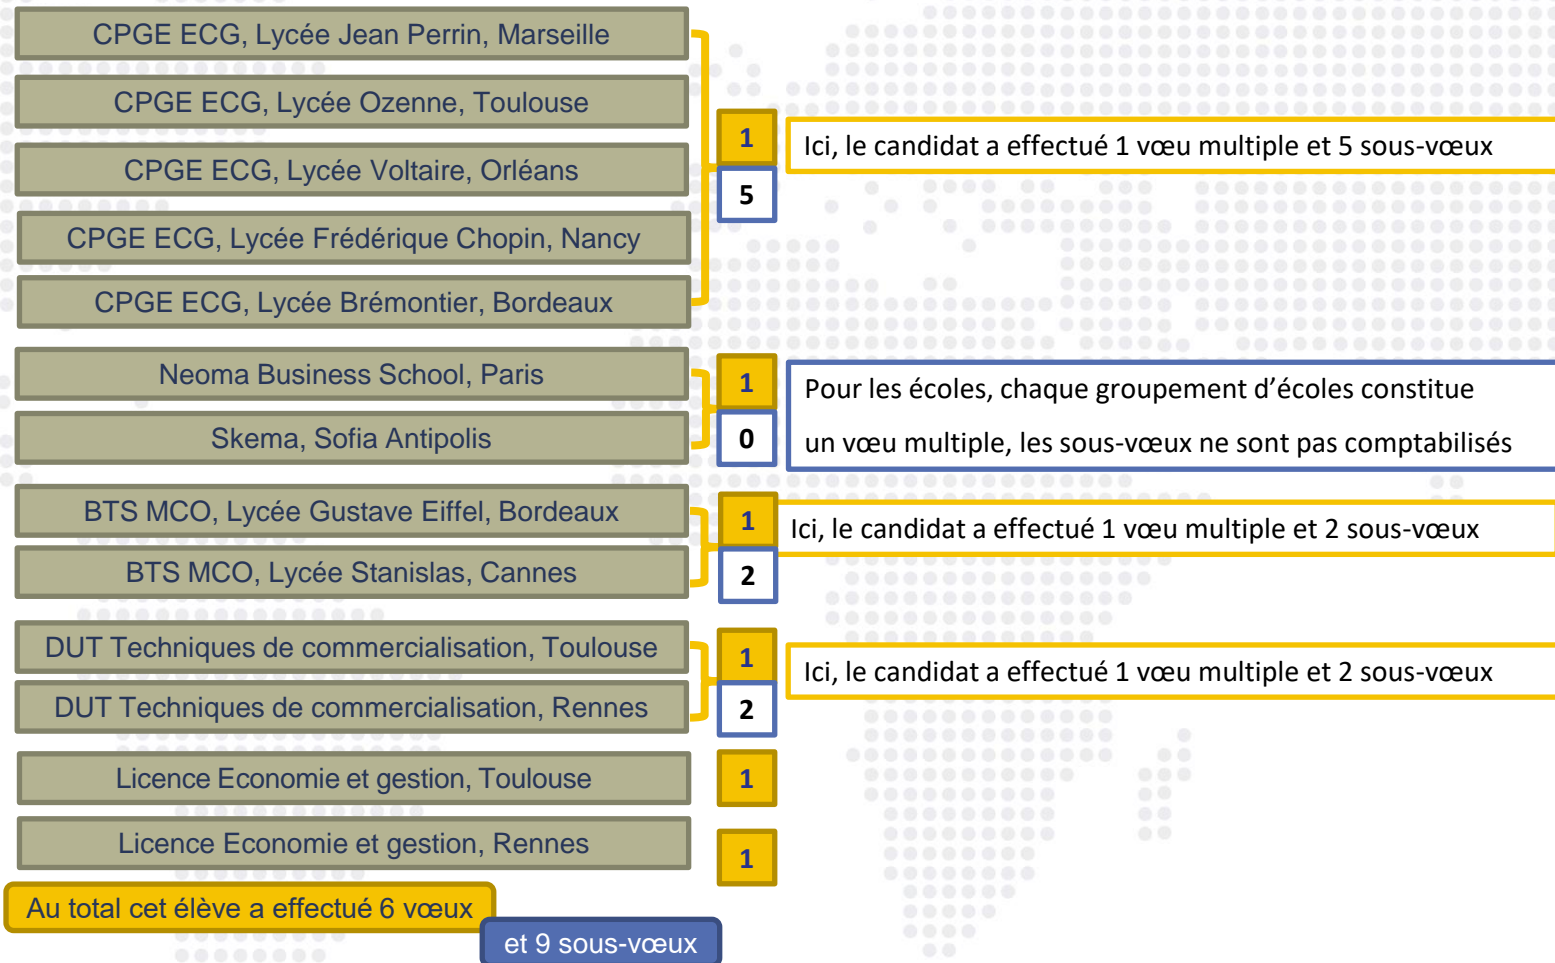 CPGE ECG, Lycée Jean Perrin, Marseille
CPGE ECG, Lycée Ozenne, Toulouse
CPGE ECG, Lycée Voltaire, Orléans
CPGE ECG, Lycée Frédérique Chopin, Nancy
CPGE ECG, Lycée Brémontier, Bordeaux
1
5
Ici, le candidat a effectué 1 vœu multiple et 5 sous-vœux
Neoma Business School, Paris
Skema, Sofia Antipolis
1
0
Pour les écoles, chaque groupement d’écoles constitue
un vœu multiple, les sous-vœux ne sont pas comptabilisés
BTS MCO, Lycée Gustave Eiffel, Bordeaux
BTS MCO, Lycée Stanislas, Cannes
1
2
Ici, le candidat a effectué 1 vœu multiple et 2 sous-vœux
DUT Techniques de commercialisation, Toulouse
DUT Techniques de commercialisation, Rennes
1
2
Ici, le candidat a effectué 1 vœu multiple et 2 sous-vœux
Licence Economie et gestion, Toulouse
1
Licence Economie et gestion, Rennes
1
Au total cet élève a effectué 6 vœux
et 9 sous-vœux